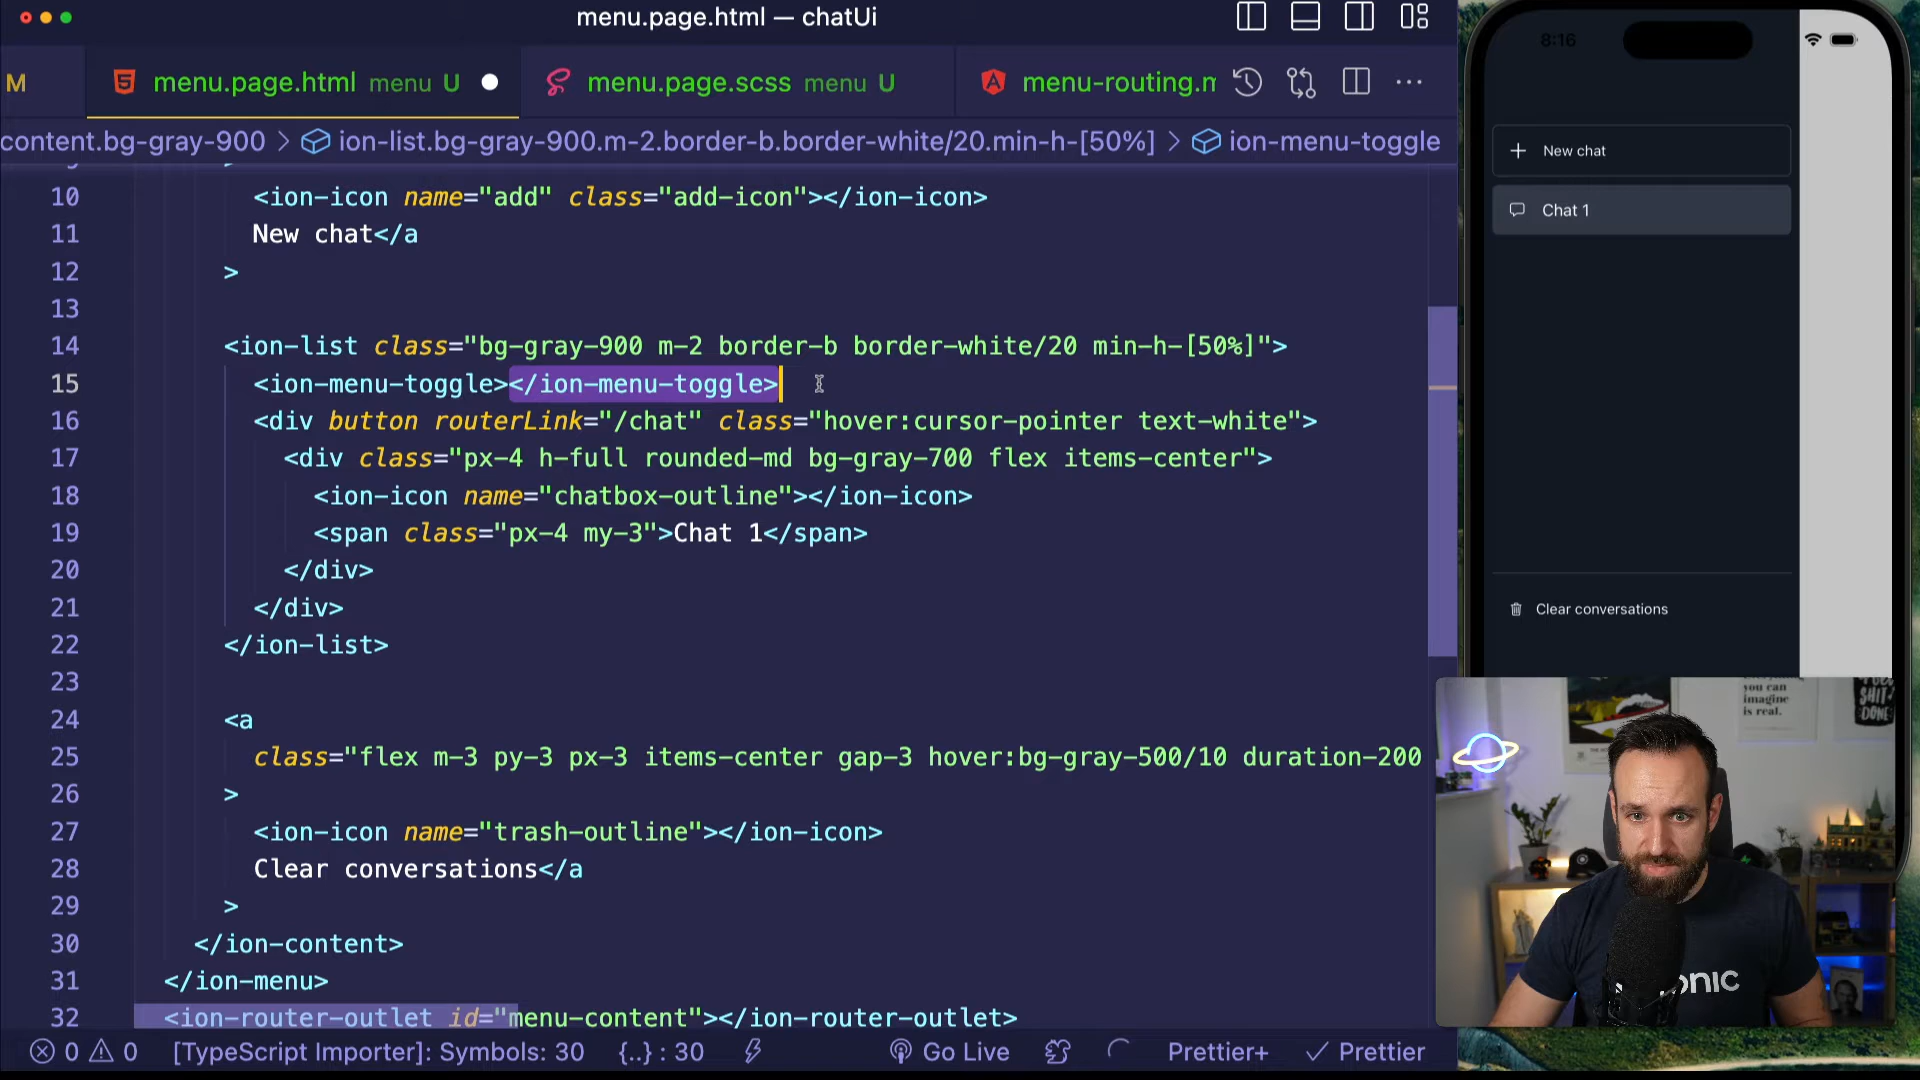 menu.page.html — chatUi
M
menu.page.html menu U
menu.page.scss menu U
menu-routing.m
content.bg-gray-900 > ion-list.bg-gray-900.m-2.border-b.border-white/20.min-h-[50%] > ion-menu-toggle
10 <ion-icon name="add" class="add-icon"></ion-icon>
11 New chat</a
12 >
13
14 <ion-list class="bg-gray-900 m-2 border-b border-white/20 min-h-[50%]">
15 <ion-menu-toggle></ion-menu-toggle>
16 <div button routerLink="/chat" class="hover:cursor-pointer text-white">
17 <div class="px-4 h-full rounded-md bg-gray-700 flex items-center">
18 <ion-icon name="chatbox-outline"></ion-icon>
19 <span class="px-4 my-3">Chat 1</span>
20 </div>
21 </div>
22 </ion-list>
23
24 <a
25 class="flex m-3 py-3 px-3 items-center gap-3 hover:bg-gray-500/10 duration-200
26 >
27 <ion-icon name="trash-outline"></ion-icon>
28 Clear conversations</a
29 >
30 </ion-content>
31 </ion-menu>
32 <ion-router-outlet id="menu-content"></ion-router-outlet>
0 0 [TypeScript Importer]: Symbols: 30 {..} : 30 Go Live Prettier+ Prettier
8:16
New chat
Chat 1
Clear conversations
you can
imagine
is real.
DONE
onic